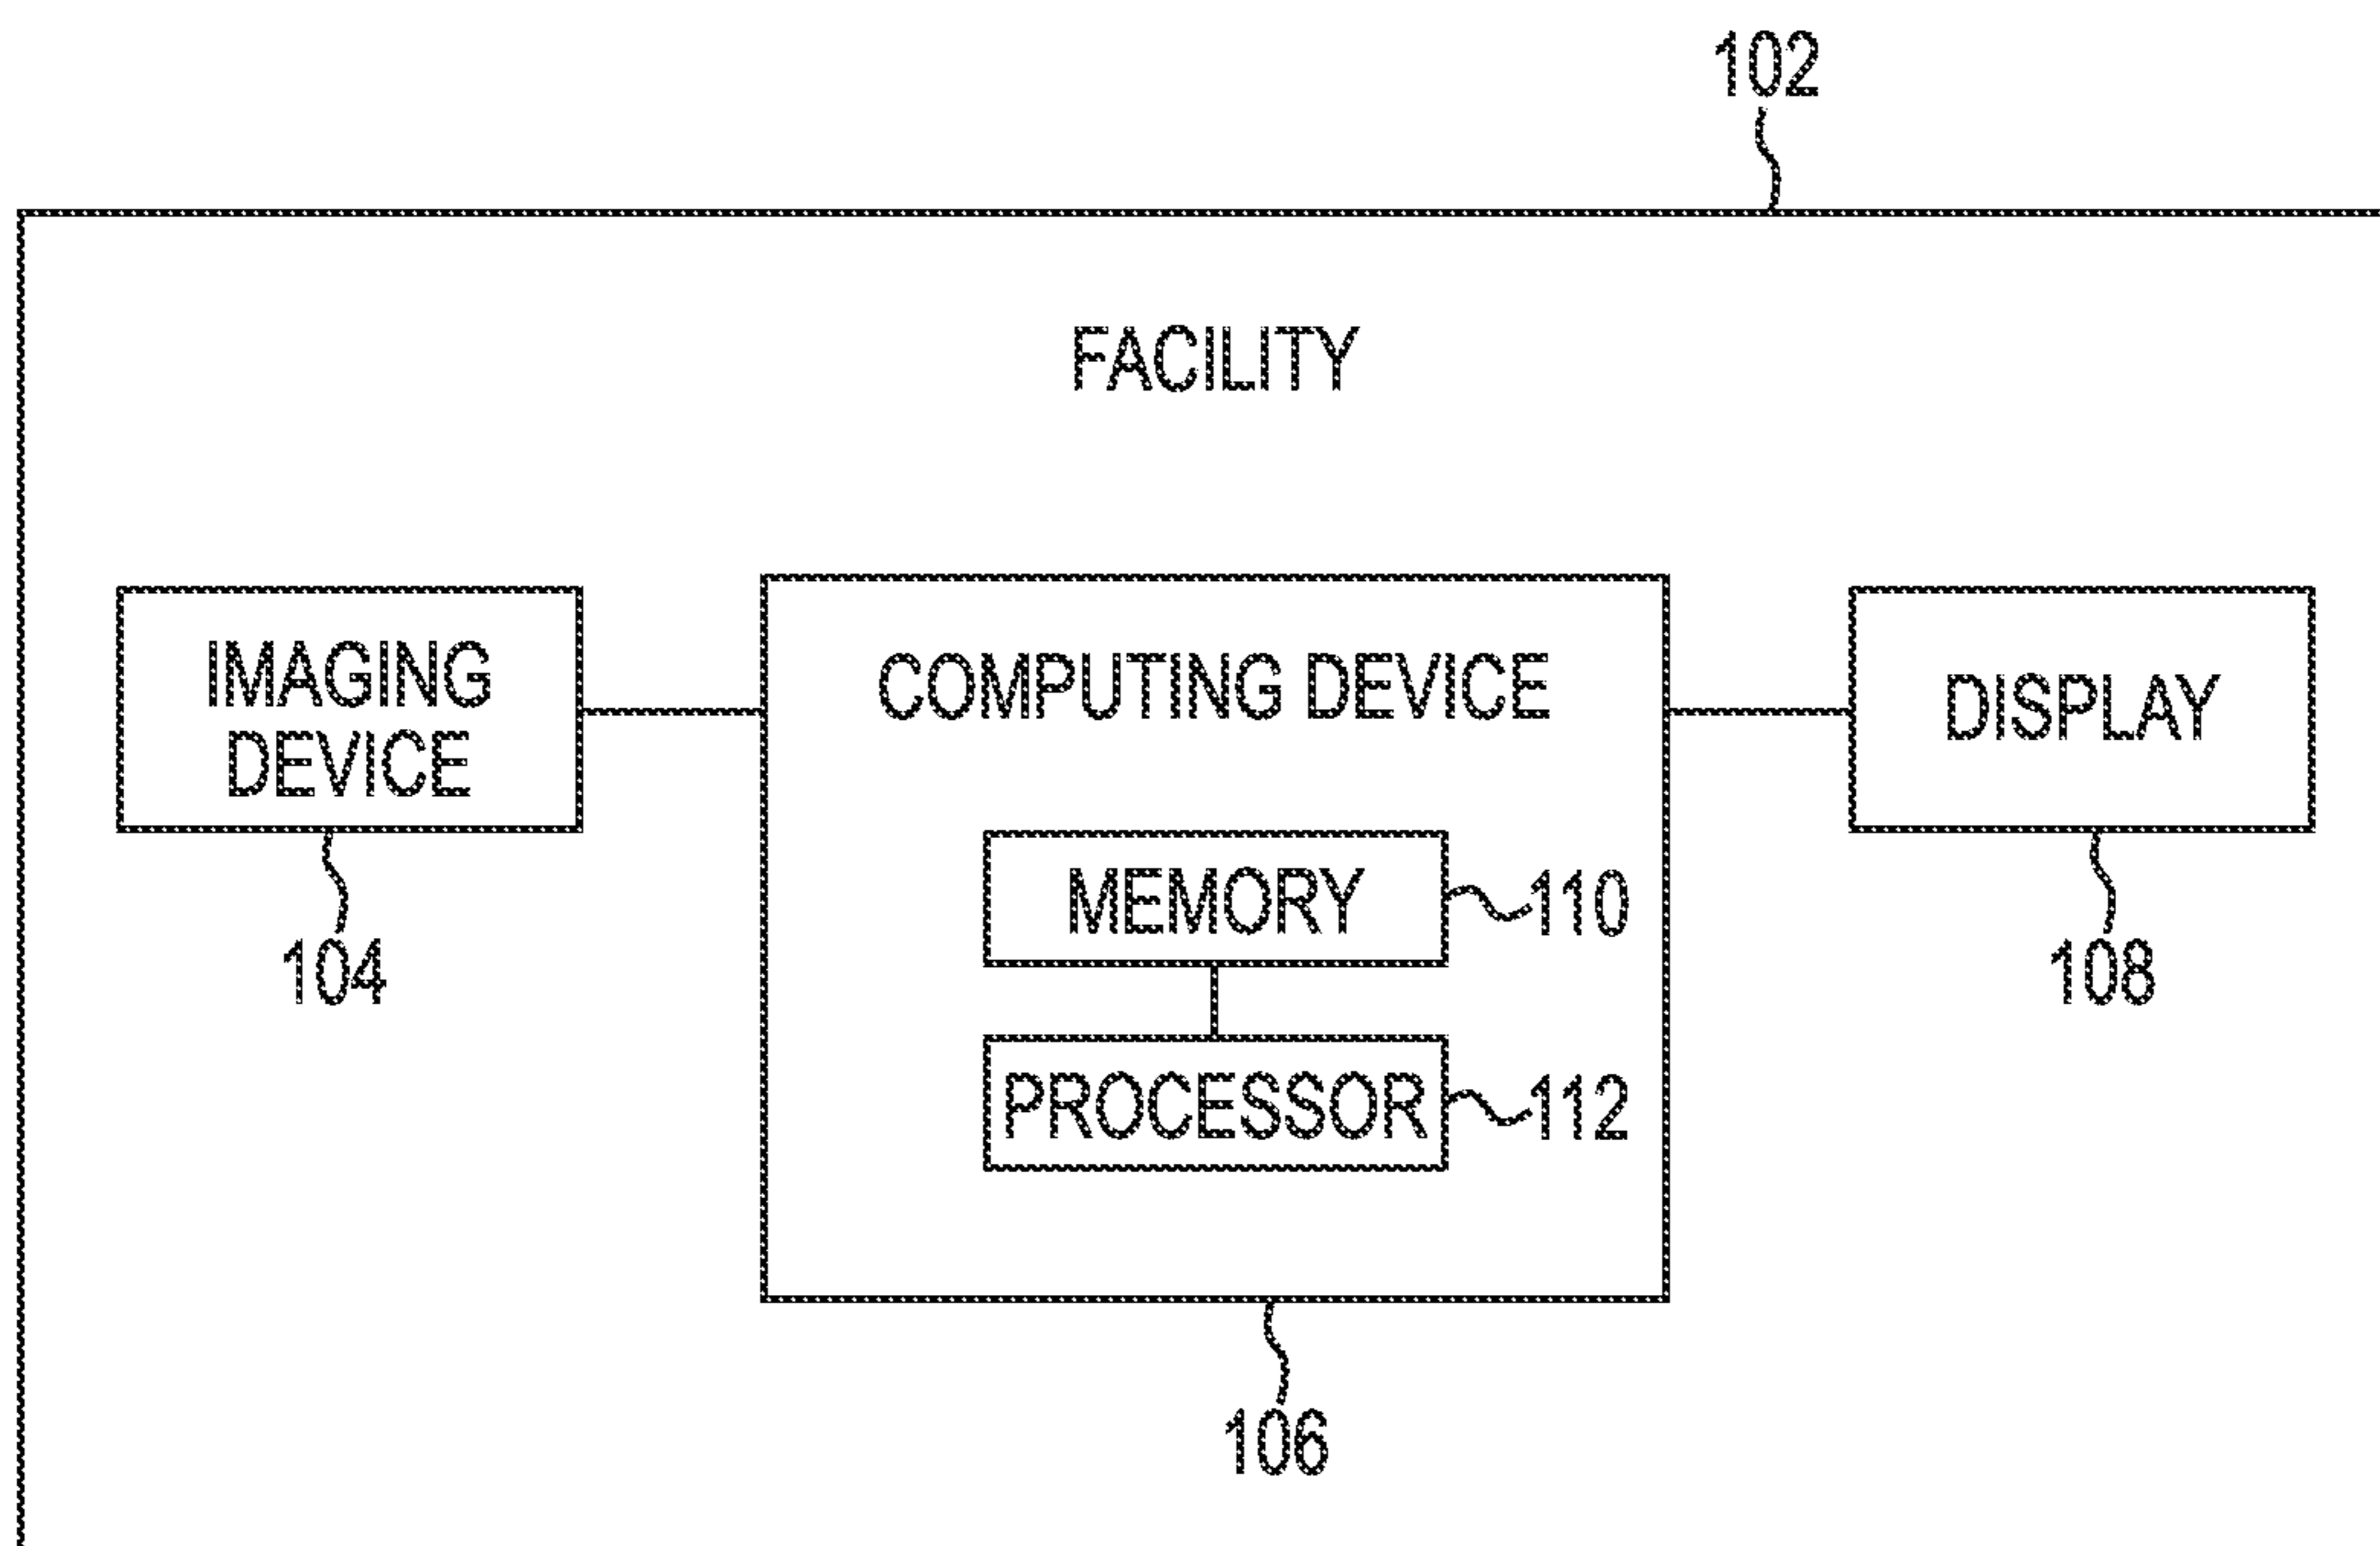 102
FACILITY
IMAGING
DEVICE
COMPUTING DEVICE
DISPLAY
MEMORY
110
104
108
PROCESSOR
112
106